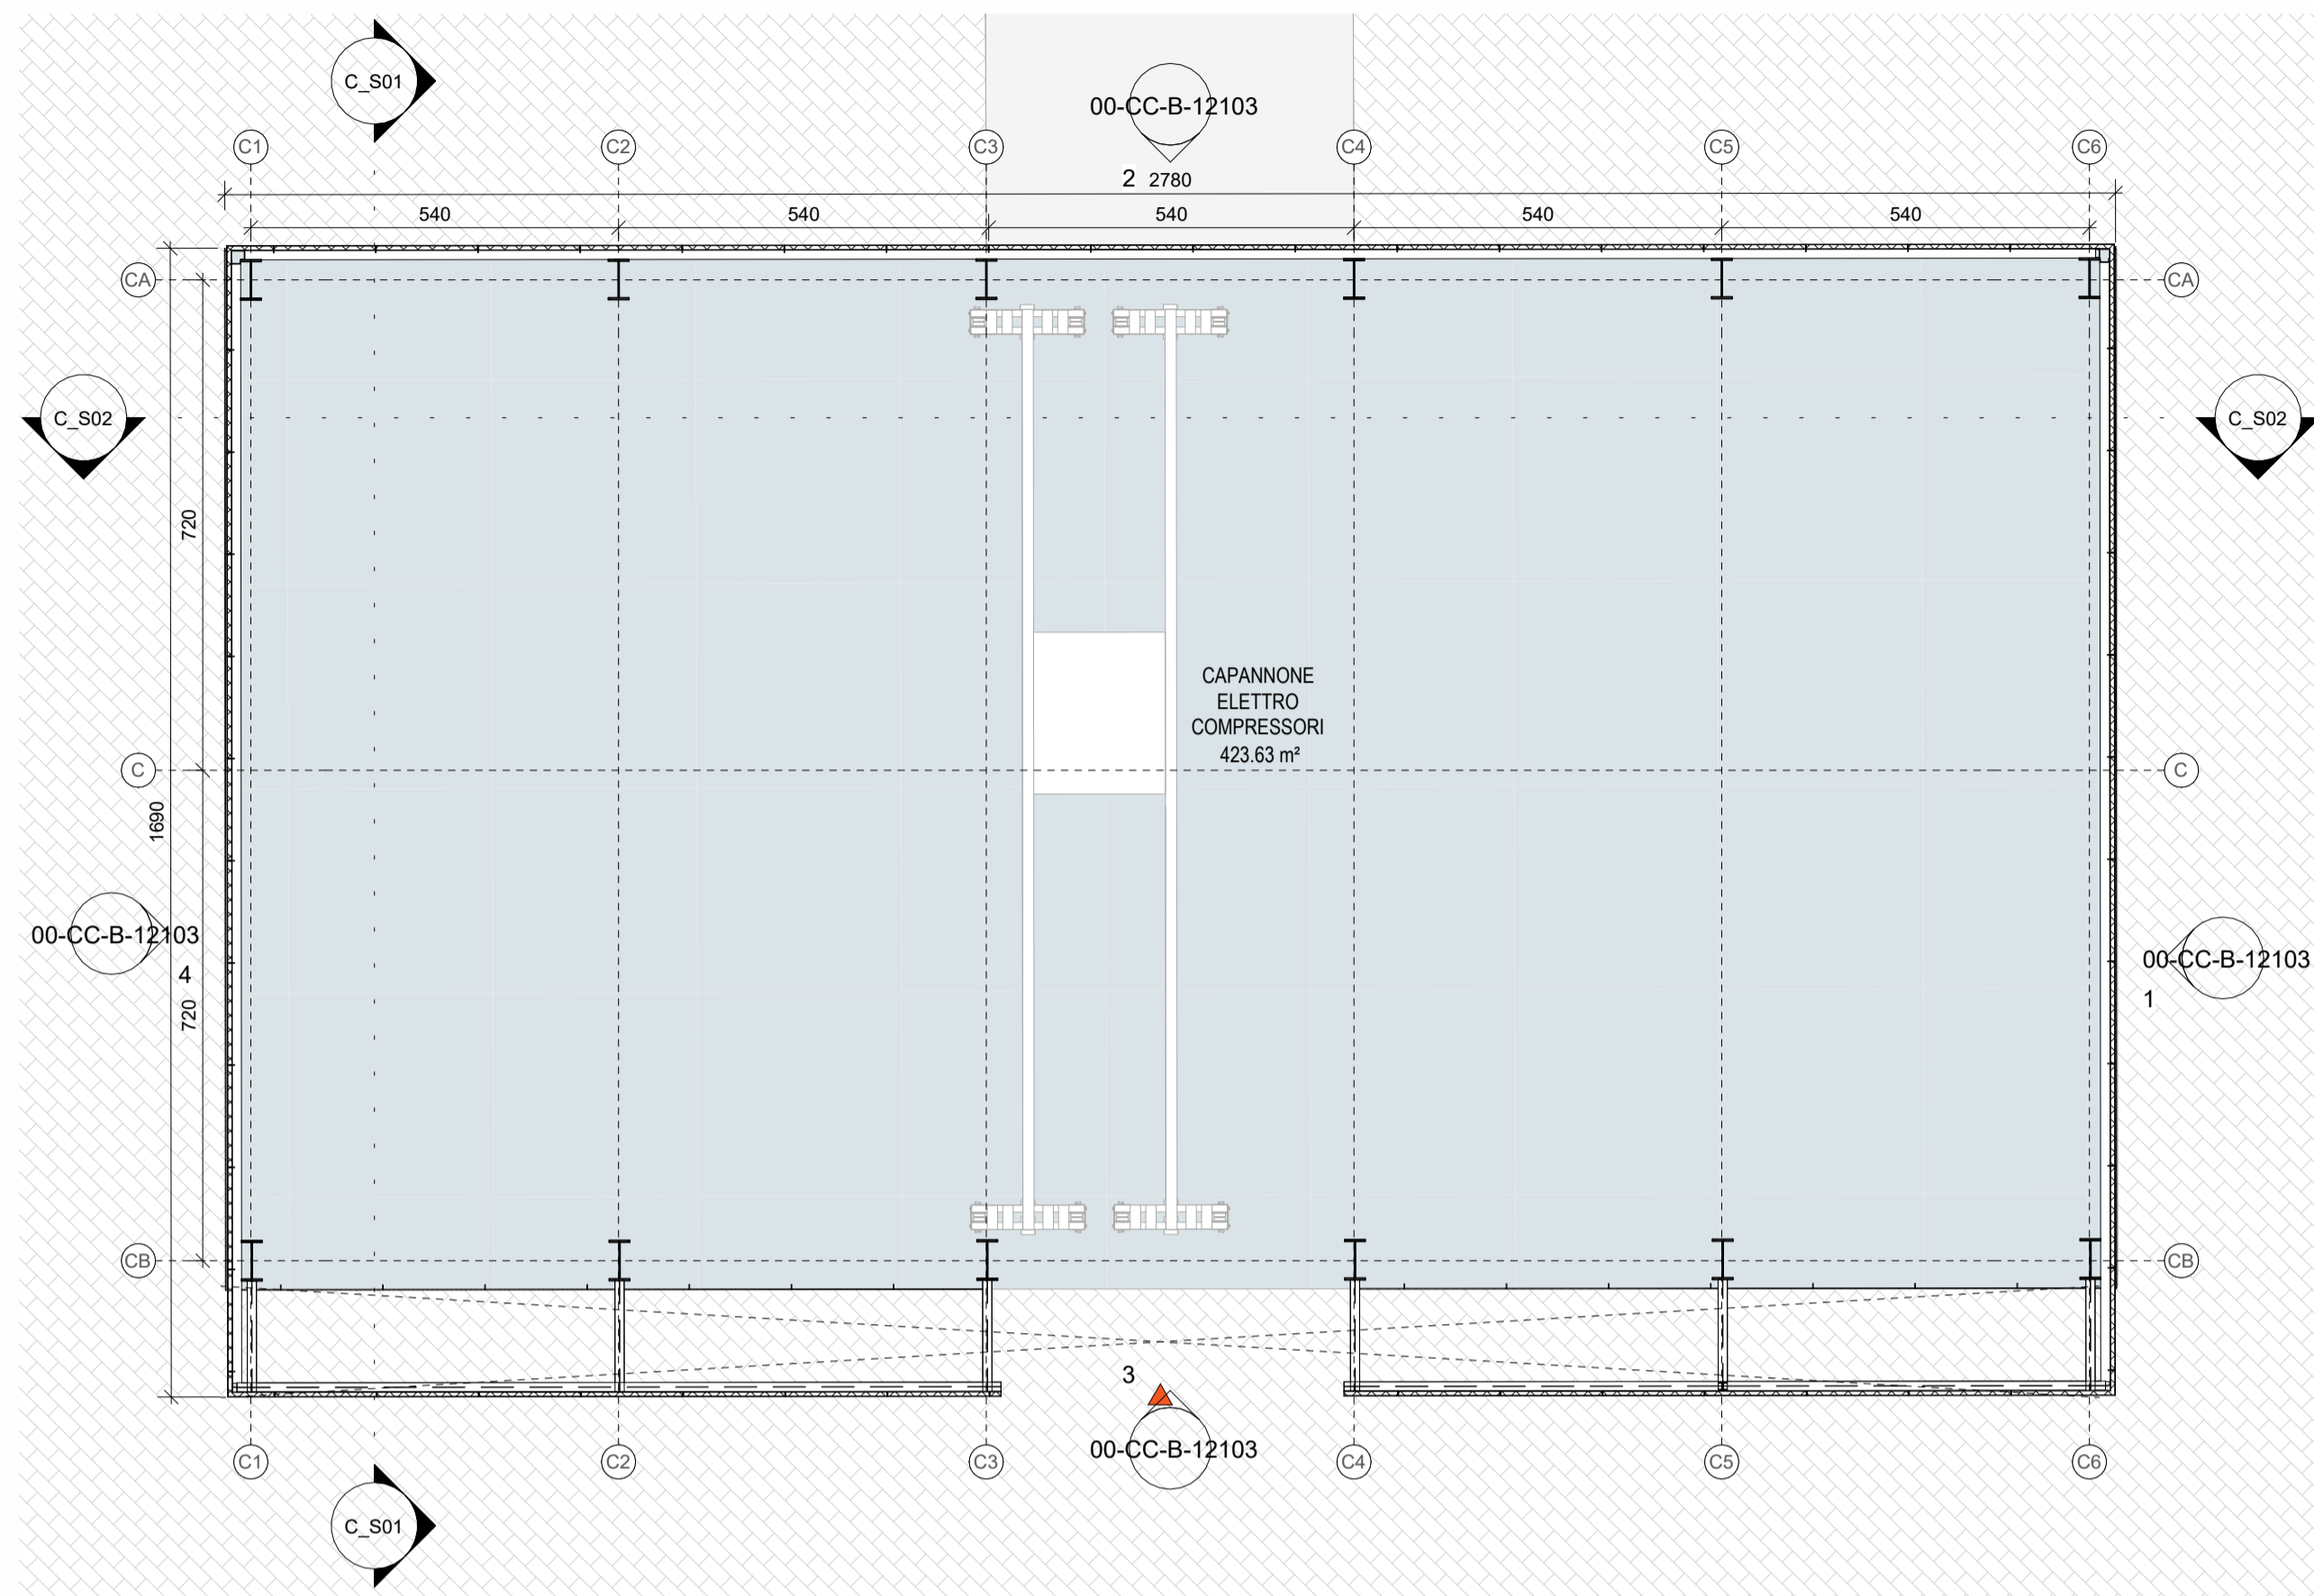 C_S01
00-CC-B-12103
C1 C2 C3 C4 C5 C6
2 2780
540 540 540 540 540
CA CA
C_S02 C_S02
720
CAPANNONE
ELETTRO
COMPRESSORI
423.63 m²
C C
1690
00-CC-B-12103
4
00-CC-B-12103
1
720
CB CB
3
00-CC-B-12103
C1 C2 C3 C4 C5 C6
C_S01